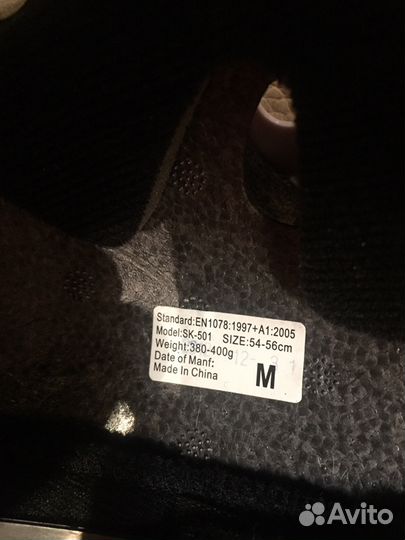 Standard:EN1078:1997+A1:2005
Model:SK-501 SIZE:54-56cm
Weight:380-400g
Date of Manf:
Made In China
M
Avito